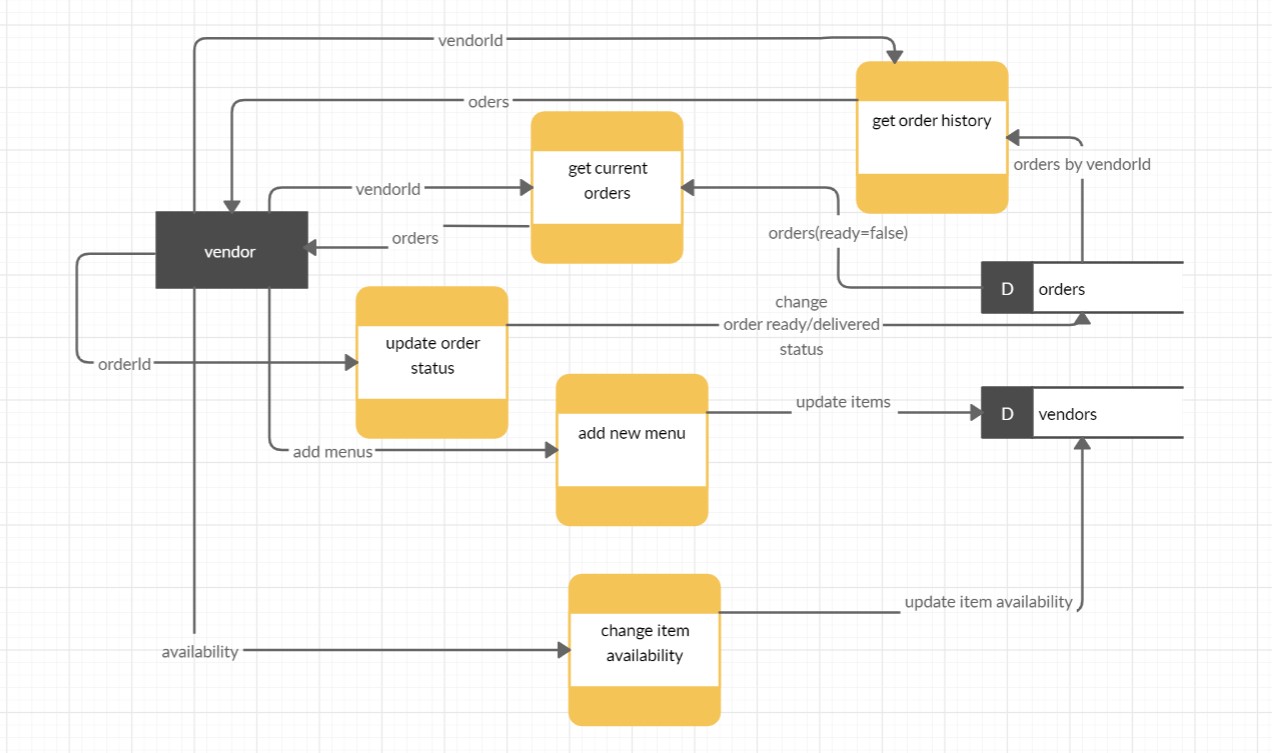 vendorId
oders
get order history
orders by vendorId
get current
orders
vendorId
orders
orders(ready=false)
vendor
D
orders
change
order ready/delivered
status
update order
status
orderId
update items
D
vendors
add new menu
add menus
update item availability
change item
availability
availability